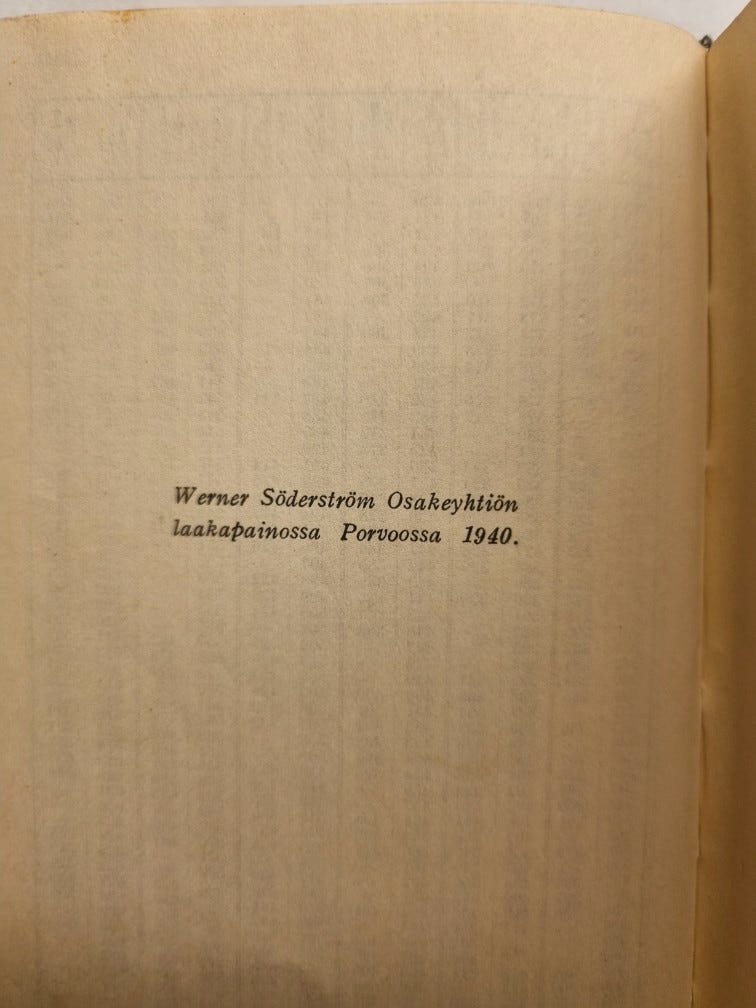 Werner Söderström Osakeyhtiön
laakapainossa Porvoossa 1940.